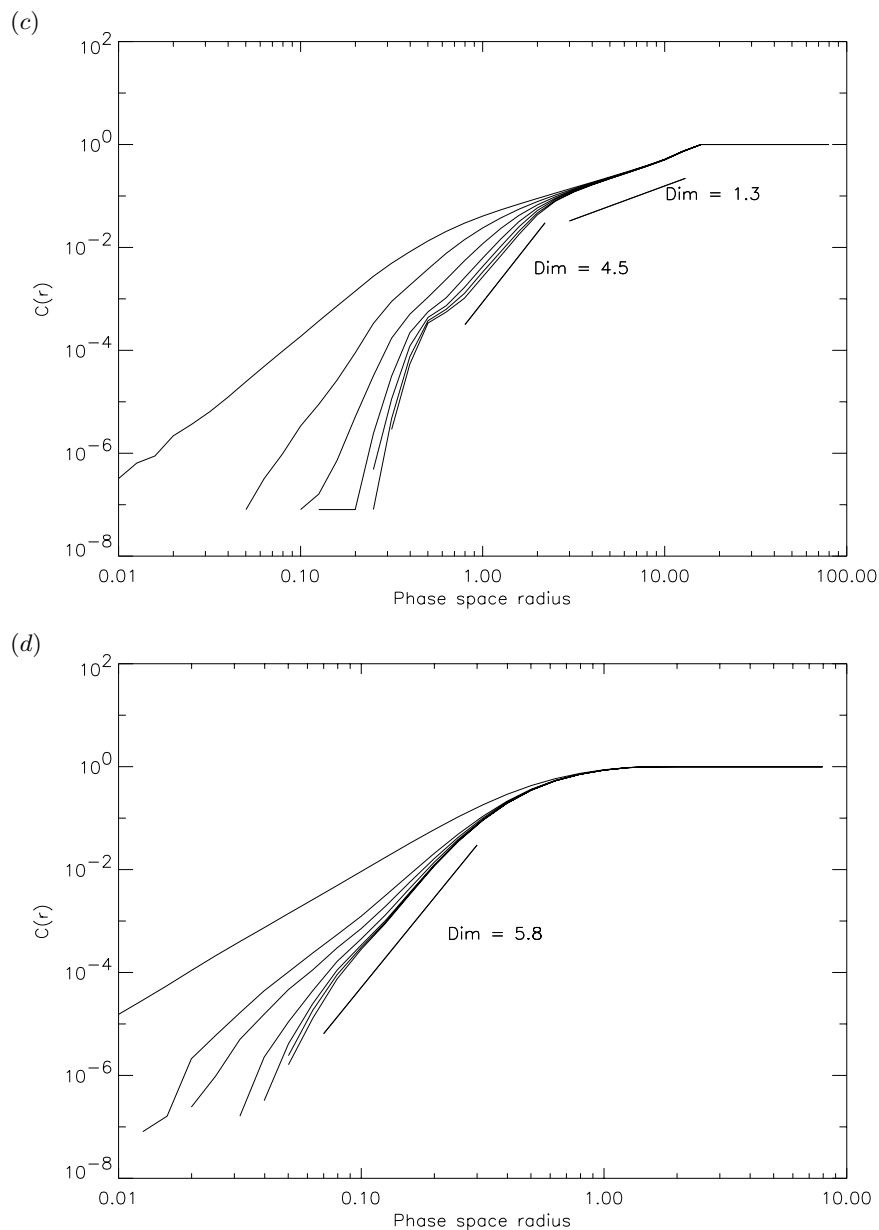 (c)
10^2
10^0
10^-2
10^-4
10^-6
10^-8
C(r)
Dim = 1.3
Dim = 4.5
0.01 0.10 1.00 10.00 100.00
Phase space radius
(d)
10^2
10^0
10^-2
10^-4
10^-6
10^-8
C(r)
Dim = 5.8
0.01 0.10 1.00 10.00
Phase space radius